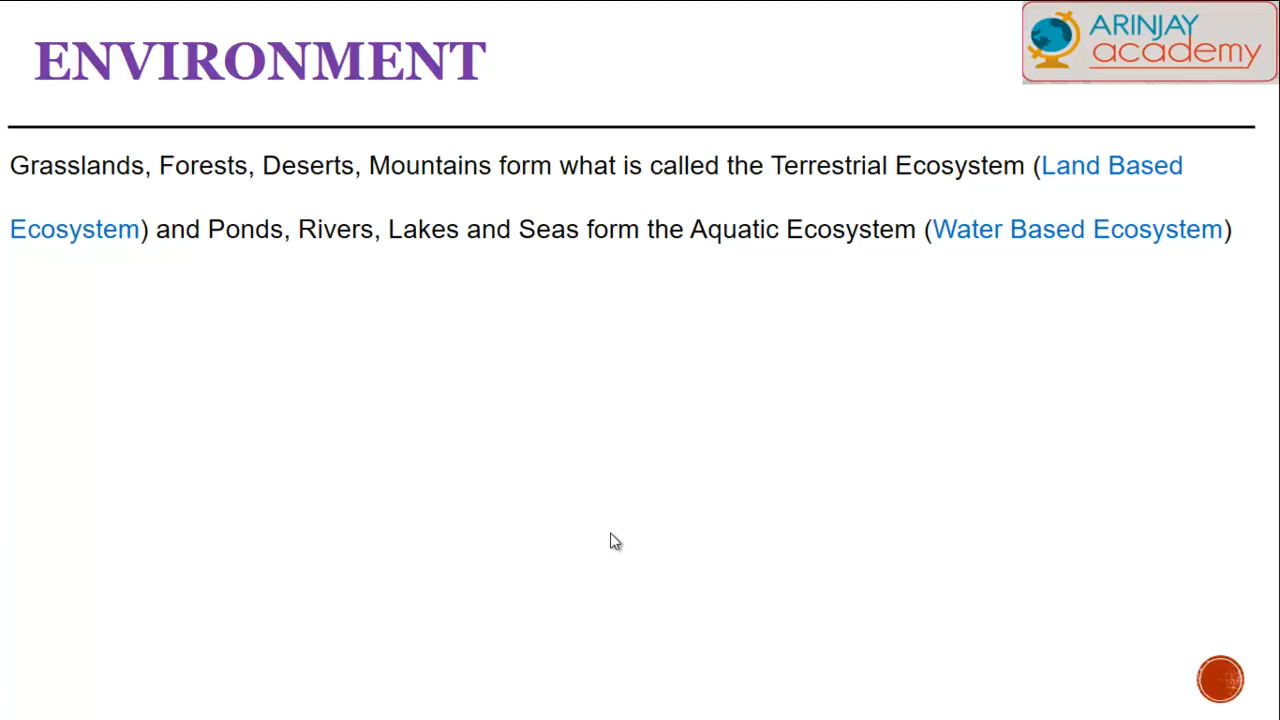 ENVIRONMENT
ARINJAY
academy
Grasslands, Forests, Deserts, Mountains form what is called the Terrestrial Ecosystem (Land Based
Ecosystem) and Ponds, Rivers, Lakes and Seas form the Aquatic Ecosystem (Water Based Ecosystem)